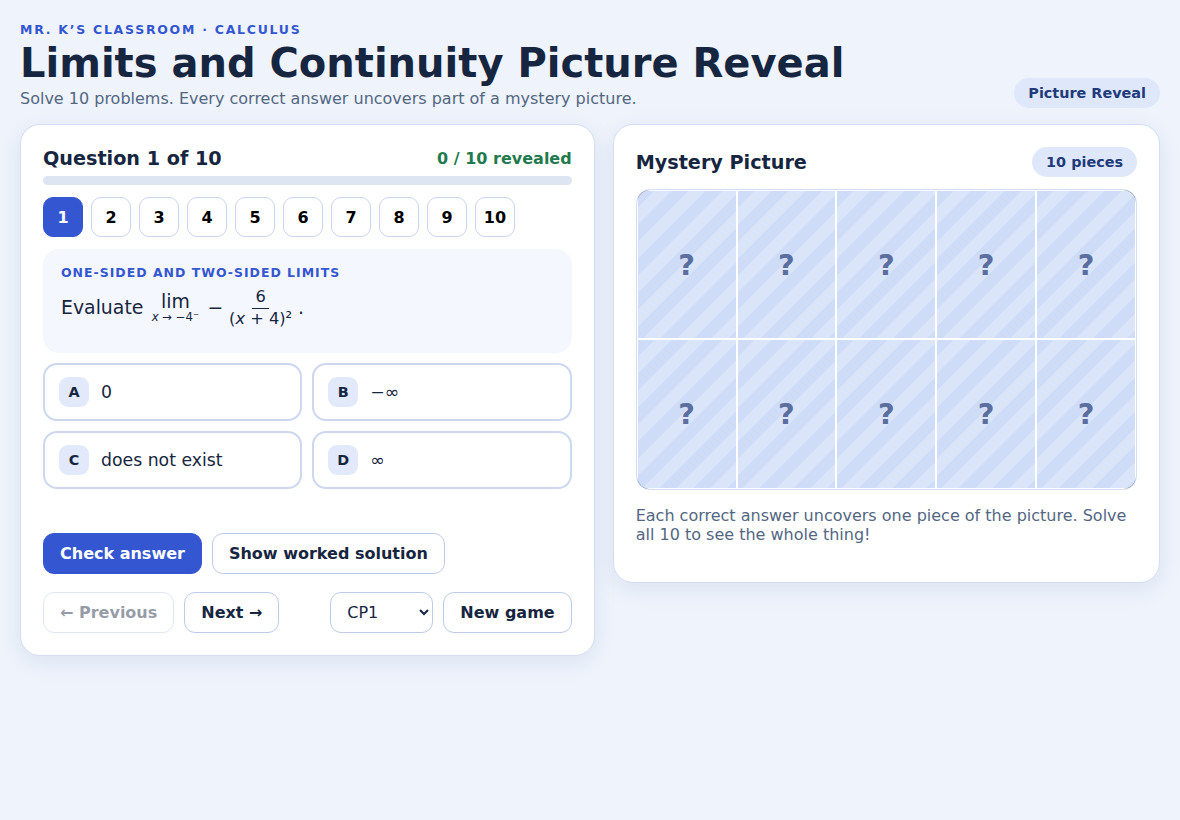 MR. K'S CLASSROOM · CALCULUS
Limits and Continuity Picture Reveal
Solve 10 problems. Every correct answer uncovers part of a mystery picture.
Picture Reveal
Question 1 of 10
0 / 10 revealed
1 2 3 4 5 6 7 8 9 10
ONE-SIDED AND TWO-SIDED LIMITS
Evaluate lim x → −4⁻ − 6 / (x + 4)² .
A 0
B −∞
C does not exist
D ∞
Check answer
Show worked solution
← Previous
Next →
CP1
New game
Mystery Picture
10 pieces
? ? ? ? ?
? ? ? ? ?
Each correct answer uncovers one piece of the picture. Solve
all 10 to see the whole thing!